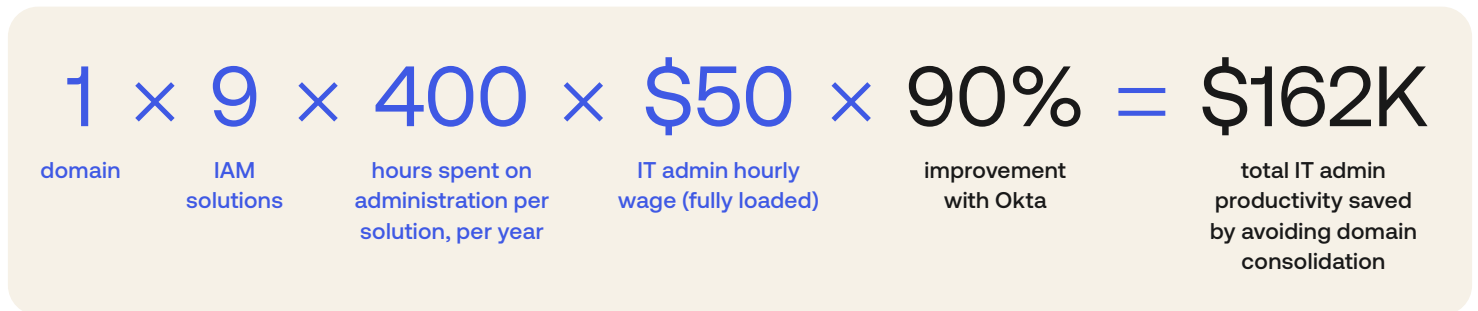 1 × 9 × 400 × $50 × 90% = $162K
domain
IAM
solutions
hours spent on
administration per
solution, per year
IT admin hourly
wage (fully loaded)
improvement
with Okta
total IT admin
productivity saved
by avoiding domain
consolidation